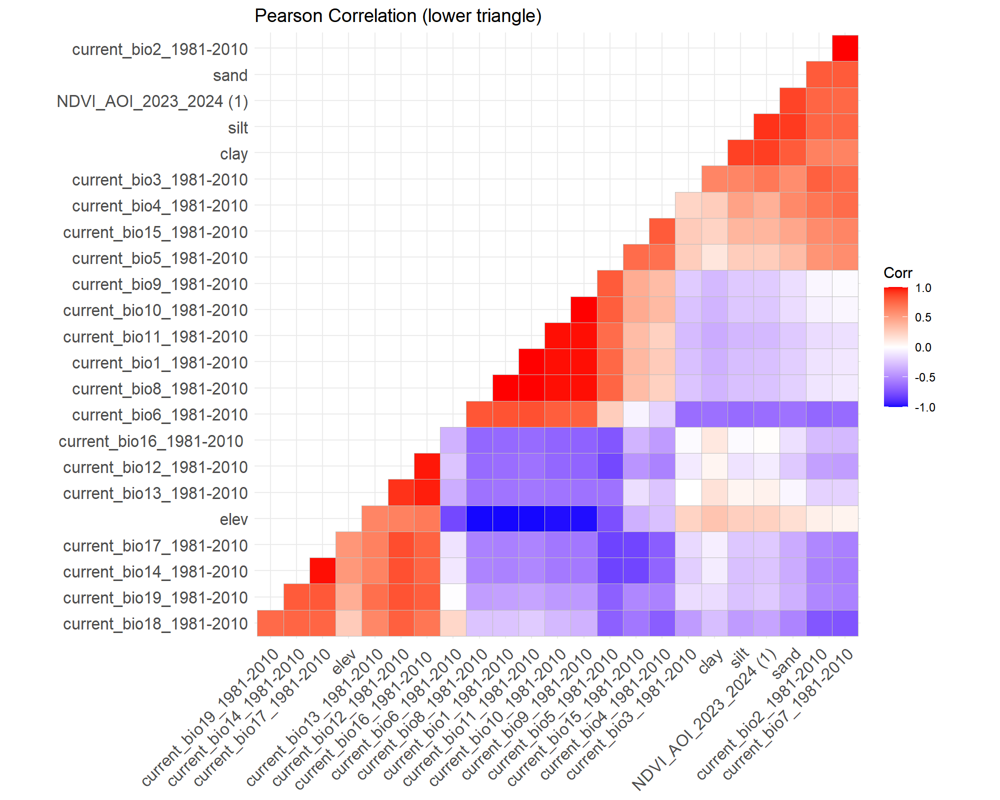 Pearson Correlation (lower triangle)
current_bio2_1981-2010
sand
NDVI_AOI_2023_2024 (1)
silt
clay
current_bio3_1981-2010
current_bio4_1981-2010
current_bio15_1981-2010
current_bio5_1981-2010
current_bio9_1981-2010
current_bio10_1981-2010
current_bio11_1981-2010
current_bio1_1981-2010
current_bio8_1981-2010
current_bio6_1981-2010
current_bio16_1981-2010
current_bio12_1981-2010
current_bio13_1981-2010
elev
current_bio17_1981-2010
current_bio14_1981-2010
current_bio19_1981-2010
current_bio18_1981-2010
current_bio19_1981-2010
current_bio14_1981-2010
current_bio17_1981-2010
elev
current_bio13_1981-2010
current_bio12_1981-2010
current_bio16_1981-2010
current_bio6_1981-2010
current_bio8_1981-2010
current_bio1_1981-2010
current_bio11_1981-2010
current_bio10_1981-2010
current_bio9_1981-2010
current_bio5_1981-2010
current_bio15_1981-2010
current_bio4_1981-2010
current_bio3_1981-2010
clay
silt
NDVI_AOI_2023_2024 (1)
sand
current_bio2_1981-2010
current_bio7_1981-2010
Corr
1.0
0.5
0.0
-0.5
-1.0